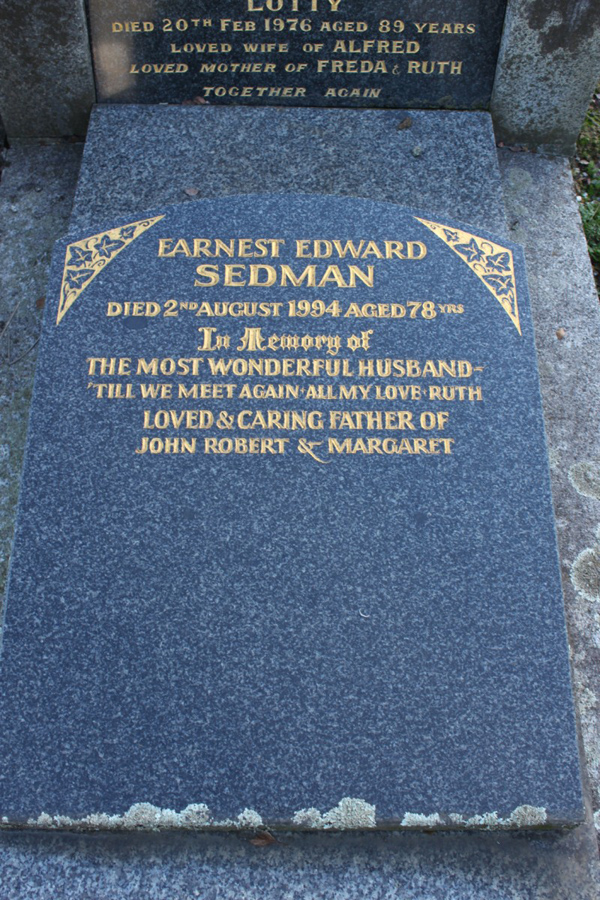 LOTTY
DIED 20TH FEB 1976 AGED 89 YEARS
LOVED WIFE OF ALFRED
LOVED MOTHER OF FREDA & RUTH
TOGETHER AGAIN
EARNEST EDWARD
SEDMAN
DIED 2ND AUGUST 1994 AGED 78 YRS
In Memory of
THE MOST WONDERFUL HUSBAND-
'TILL WE MEET AGAIN·ALL MY LOVE·RUTH
LOVED & CARING FATHER OF
JOHN ROBERT & MARGARET